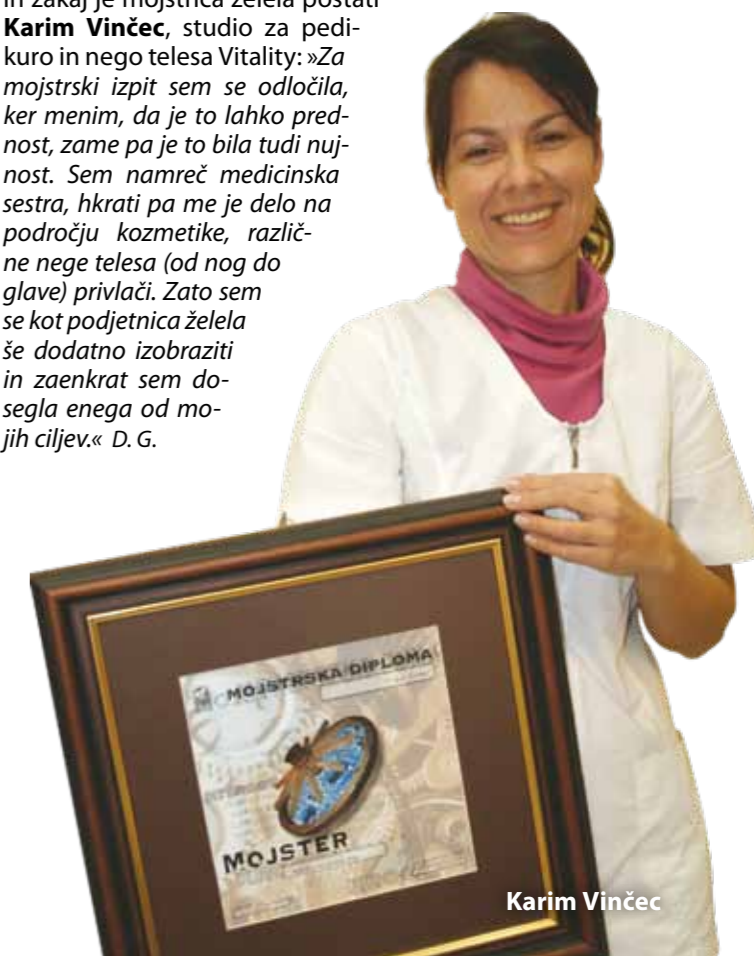 in zakaj je mojstrica želela postati
Karim Vinčec, studio za pedi-
kuro in nego telesa Vitality: »Za
mojstrski izpit sem se odločila,
ker menim, da je to lahko pred-
nost, zame pa je to bila tudi nuj-
nost. Sem namreč medicinska
sestra, hkrati pa me je delo na
področju kozmetike, različ-
ne nege telesa (od nog do
glave) privlači. Zato sem
se kot podjetnica želela
še dodatno izobraziti
in zaenkrat sem do-
segla enega od mo-
jih ciljev.« D. G.
MOJSTRSKA DIPLOMA
MOJSTER
Karim Vinčec